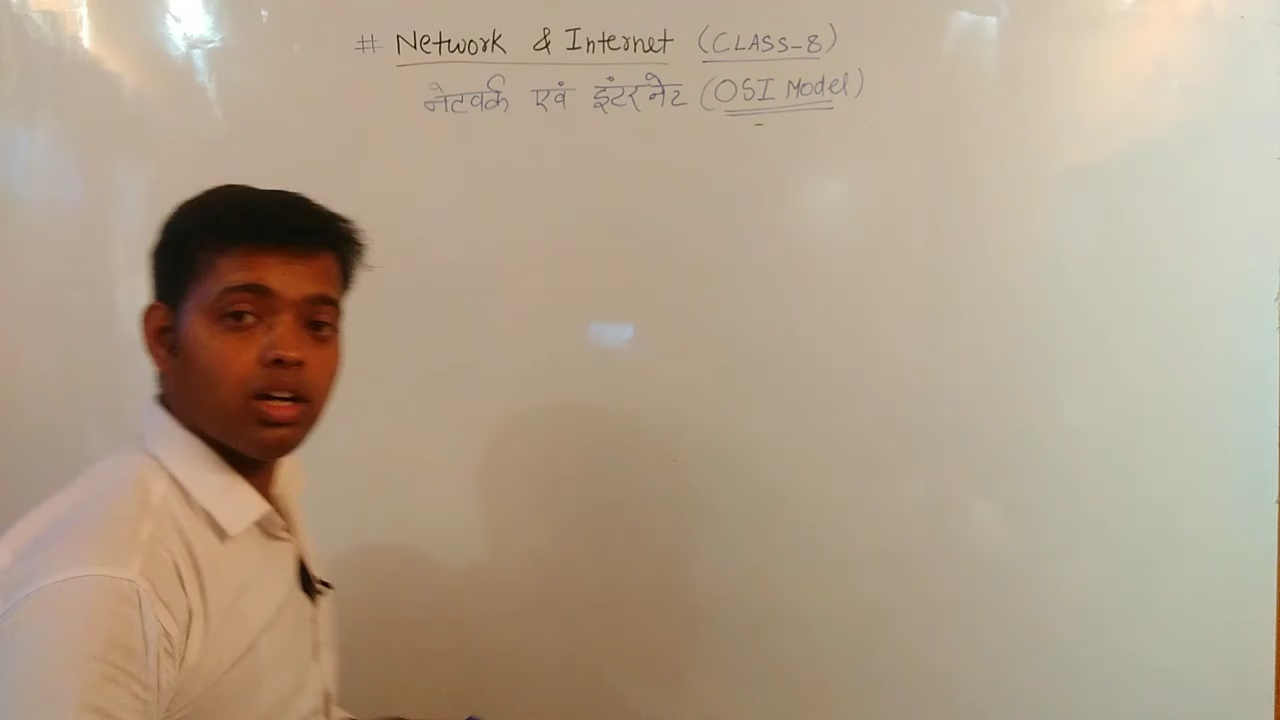 # Network & Internet (CLASS-8)
नेटवर्क एवं इंटरनेट (OSI Model)